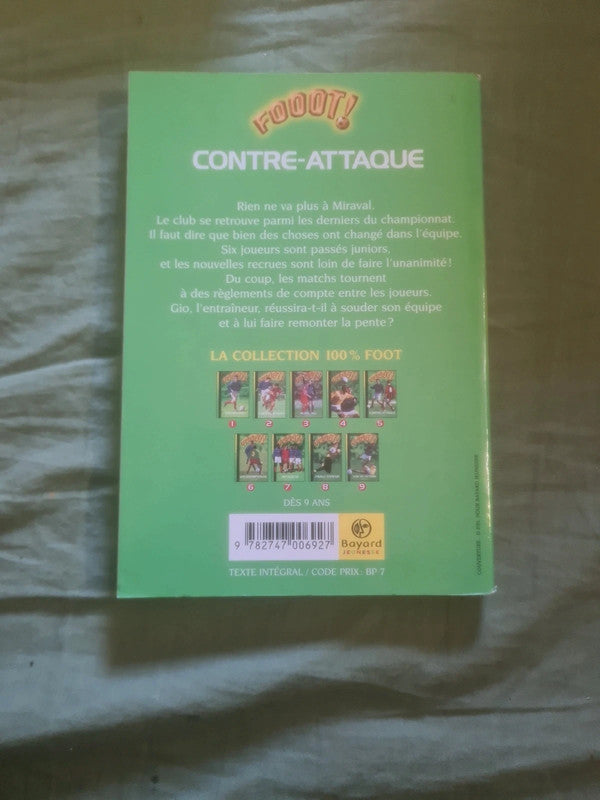 FOOOT!
CONTRE-ATTAQUE
Rien ne va plus à Miraval.
Le club se retrouve parmi les derniers du championnat.
Il faut dire que bien des choses ont changé dans l'équipe.
Six joueurs sont passés juniors,
et les nouvelles recrues sont loin de faire l'unanimité !
Du coup, les matchs tournent
à des règlements de compte entre les joueurs.
Gio, l'entraîneur, réussira-t-il à souder son équipe
et à lui faire remonter la pente ?
LA COLLECTION 100 % FOOT
1 2 3 4 5
6 7 8 9
DÈS 9 ANS
9 782747 006927
Bayard
JEUNESSE
TEXTE INTÉGRAL / CODE PRIX : BP 7